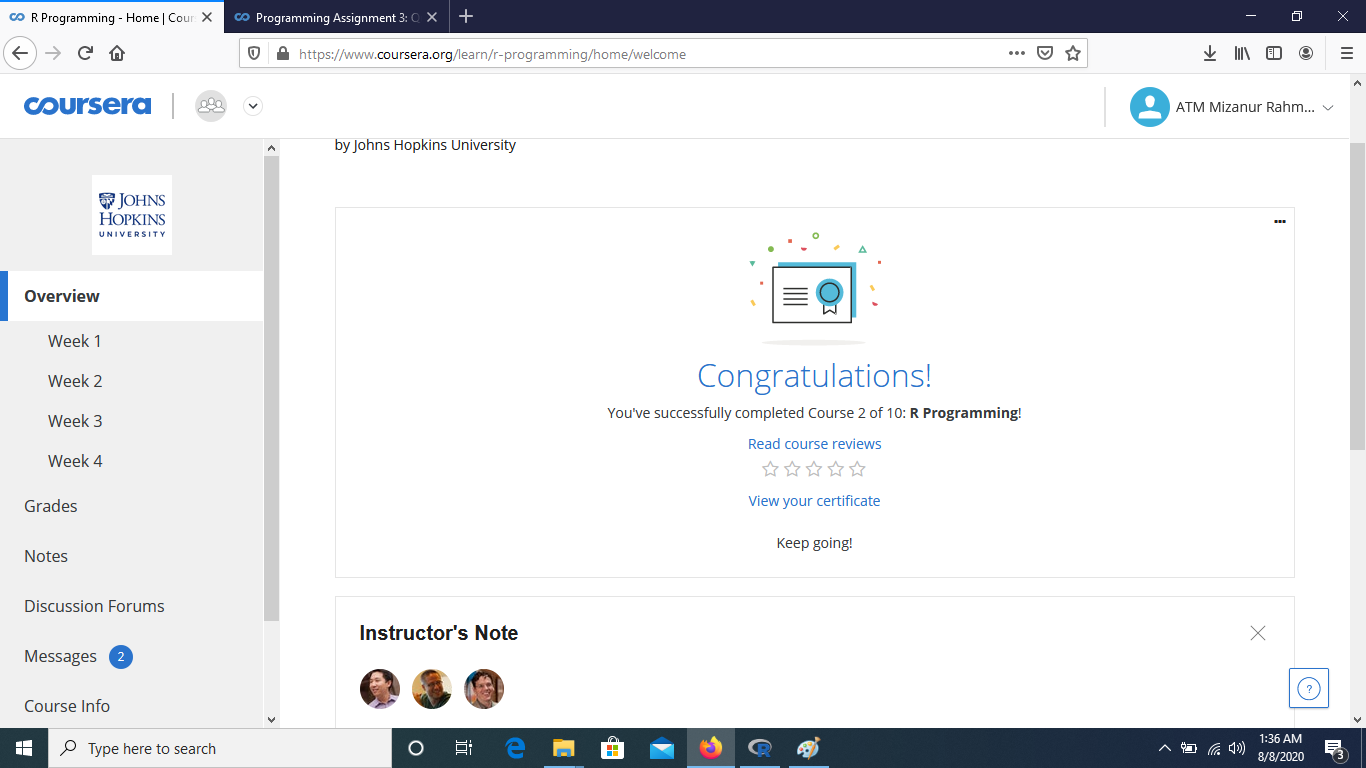 R Programming - Home | Cour
Programming Assignment 3: Q
https://www.coursera.org/learn/r-programming/home/welcome
coursera
ATM Mizanur Rahm...
by Johns Hopkins University
JOHNS
HOPKINS
UNIVERSITY
Overview
Week 1
Week 2
Week 3
Week 4
Grades
Notes
Discussion Forums
Messages 2
Course Info
Congratulations!
You've successfully completed Course 2 of 10: R Programming!
Read course reviews
View your certificate
Keep going!
Instructor's Note
?
Type here to search
1:36 AM
8/8/2020
3